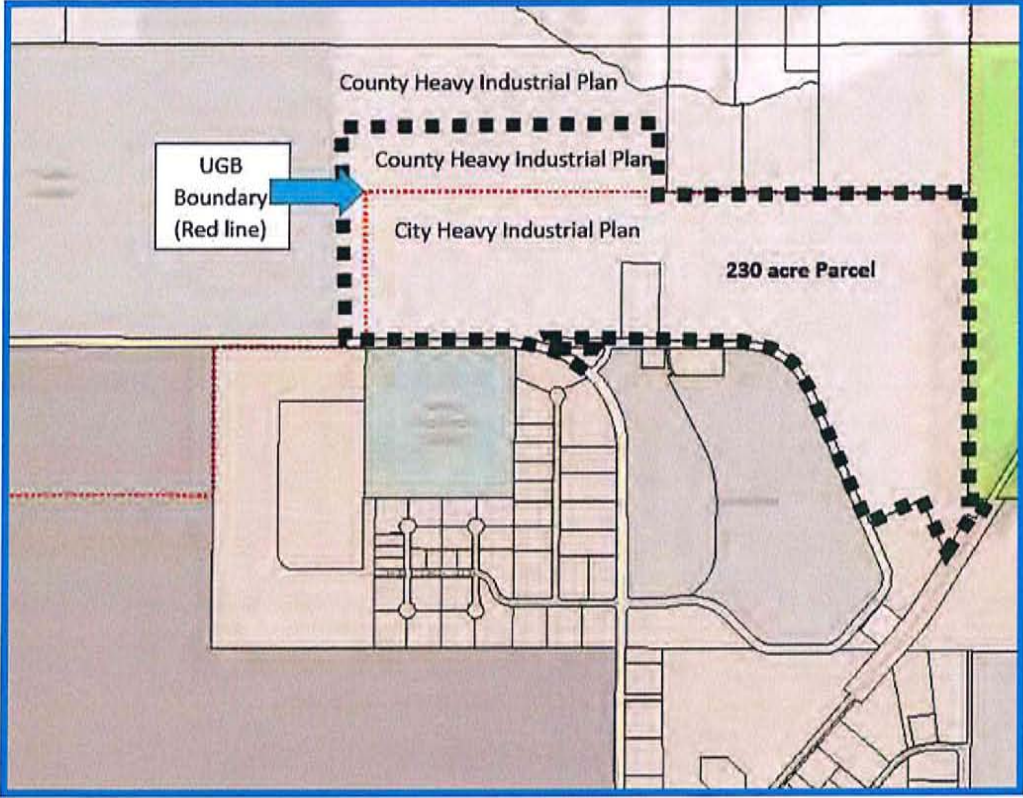 County Heavy Industrial Plan
County Heavy Industrial Plan
UGB
Boundary
(Red line)
City Heavy Industrial Plan
230 acre Parcel